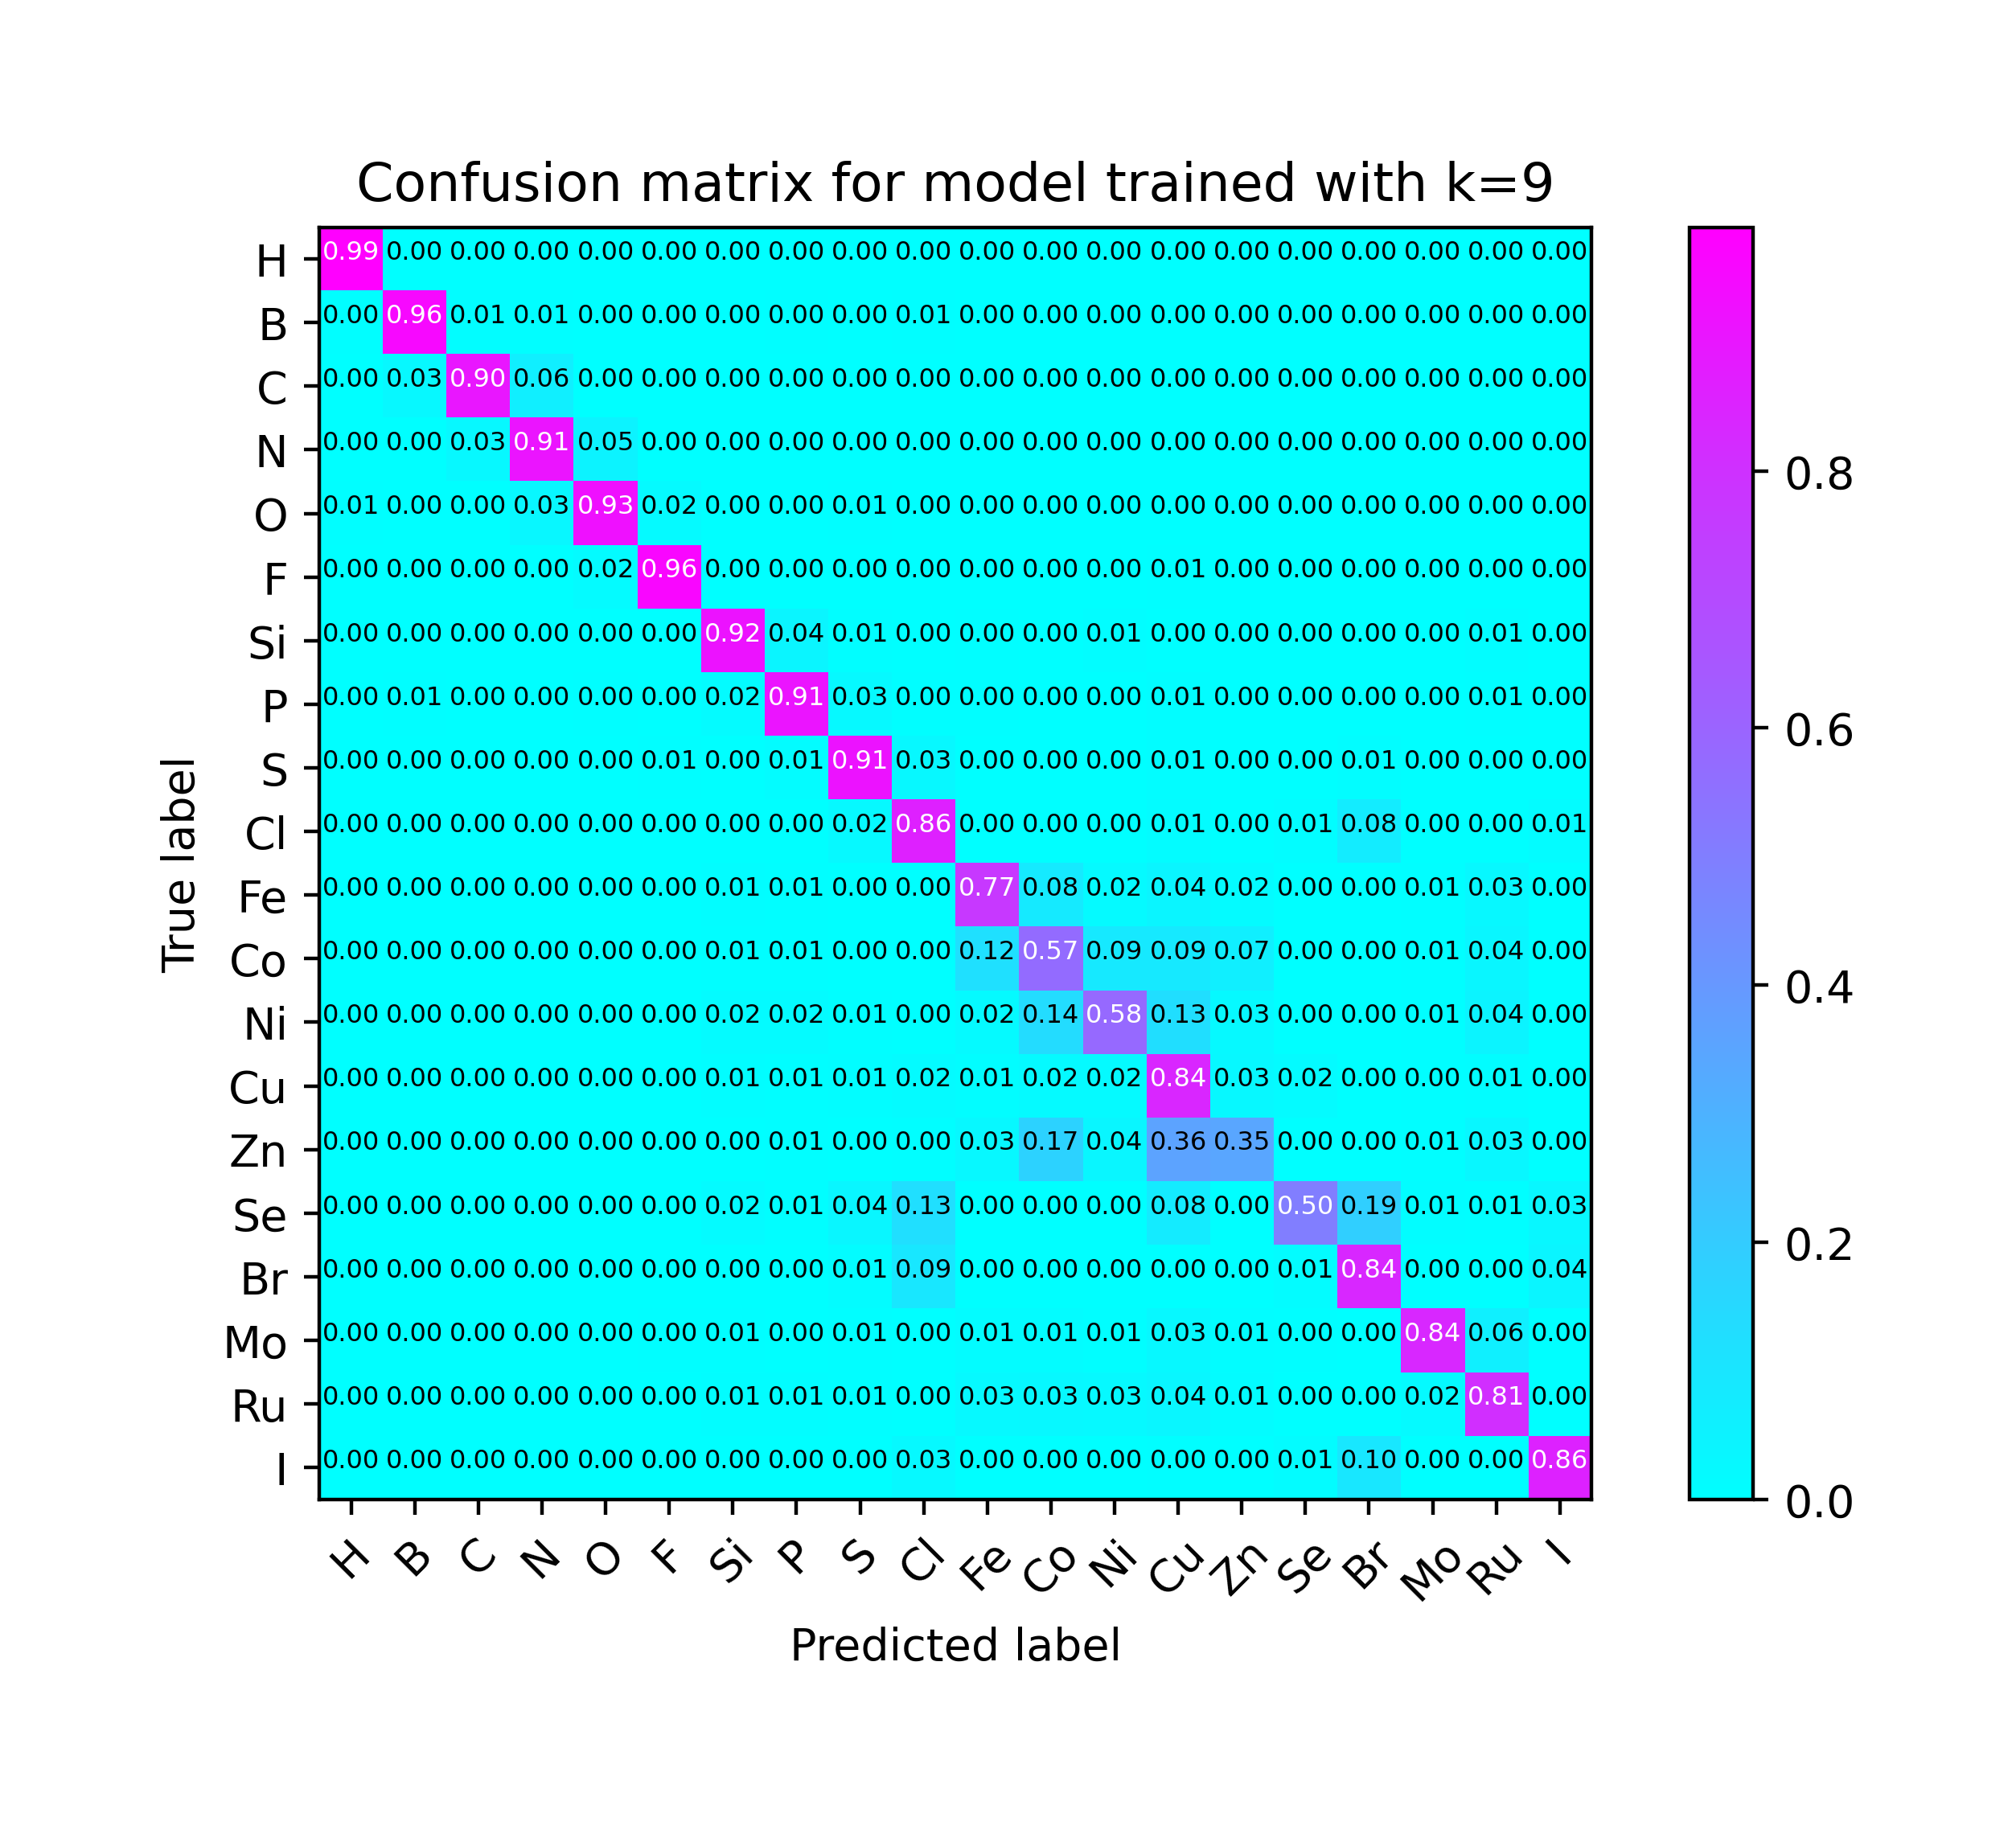 Confusion matrix for model trained with k=9
H 0.99 0.00 0.00 0.00 0.00 0.00 0.00 0.00 0.00 0.00 0.00 0.00 0.00 0.00 0.00 0.00 0.00 0.00 0.00 0.00
B 0.00 0.96 0.01 0.01 0.00 0.00 0.00 0.00 0.00 0.01 0.00 0.00 0.00 0.00 0.00 0.00 0.00 0.00 0.00 0.00
C 0.00 0.03 0.90 0.06 0.00 0.00 0.00 0.00 0.00 0.00 0.00 0.00 0.00 0.00 0.00 0.00 0.00 0.00 0.00 0.00
N 0.00 0.00 0.03 0.91 0.05 0.00 0.00 0.00 0.00 0.00 0.00 0.00 0.00 0.00 0.00 0.00 0.00 0.00 0.00 0.00
O 0.01 0.00 0.00 0.03 0.93 0.02 0.00 0.00 0.01 0.00 0.00 0.00 0.00 0.00 0.00 0.00 0.00 0.00 0.00 0.00
F 0.00 0.00 0.00 0.00 0.02 0.96 0.00 0.00 0.00 0.00 0.00 0.00 0.00 0.01 0.00 0.00 0.00 0.00 0.00 0.00
Si 0.00 0.00 0.00 0.00 0.00 0.00 0.92 0.04 0.01 0.00 0.00 0.00 0.01 0.00 0.00 0.00 0.00 0.00 0.01 0.00
P 0.00 0.01 0.00 0.00 0.00 0.00 0.02 0.91 0.03 0.00 0.00 0.00 0.00 0.01 0.00 0.00 0.00 0.00 0.01 0.00
S 0.00 0.00 0.00 0.00 0.00 0.01 0.00 0.01 0.91 0.03 0.00 0.00 0.00 0.01 0.00 0.00 0.01 0.00 0.00 0.00
Cl 0.00 0.00 0.00 0.00 0.00 0.00 0.00 0.00 0.02 0.86 0.00 0.00 0.00 0.01 0.00 0.01 0.08 0.00 0.00 0.01
Fe 0.00 0.00 0.00 0.00 0.00 0.00 0.01 0.01 0.00 0.00 0.77 0.08 0.02 0.04 0.02 0.00 0.00 0.01 0.03 0.00
Co 0.00 0.00 0.00 0.00 0.00 0.00 0.01 0.01 0.00 0.00 0.12 0.57 0.09 0.09 0.07 0.00 0.00 0.01 0.04 0.00
Ni 0.00 0.00 0.00 0.00 0.00 0.00 0.02 0.02 0.01 0.00 0.02 0.14 0.58 0.13 0.03 0.00 0.00 0.01 0.04 0.00
Cu 0.00 0.00 0.00 0.00 0.00 0.00 0.01 0.01 0.01 0.02 0.01 0.02 0.02 0.84 0.03 0.02 0.00 0.00 0.01 0.00
Zn 0.00 0.00 0.00 0.00 0.00 0.00 0.00 0.01 0.00 0.00 0.03 0.17 0.04 0.36 0.35 0.00 0.00 0.01 0.03 0.00
Se 0.00 0.00 0.00 0.00 0.00 0.00 0.02 0.01 0.04 0.13 0.00 0.00 0.00 0.08 0.00 0.50 0.19 0.01 0.01 0.03
Br 0.00 0.00 0.00 0.00 0.00 0.00 0.00 0.00 0.01 0.09 0.00 0.00 0.00 0.00 0.00 0.01 0.84 0.00 0.00 0.04
Mo 0.00 0.00 0.00 0.00 0.00 0.00 0.01 0.00 0.01 0.00 0.01 0.01 0.01 0.03 0.01 0.00 0.00 0.84 0.06 0.00
Ru 0.00 0.00 0.00 0.00 0.00 0.00 0.01 0.01 0.01 0.00 0.03 0.03 0.03 0.04 0.01 0.00 0.00 0.02 0.81 0.00
I 0.00 0.00 0.00 0.00 0.00 0.00 0.00 0.00 0.00 0.03 0.00 0.00 0.00 0.00 0.00 0.01 0.10 0.00 0.00 0.86
H B C N O F Si P S Cl Fe Co Ni Cu Zn Se Br Mo Ru I
Predicted label
True label
0.8
0.6
0.4
0.2
0.0